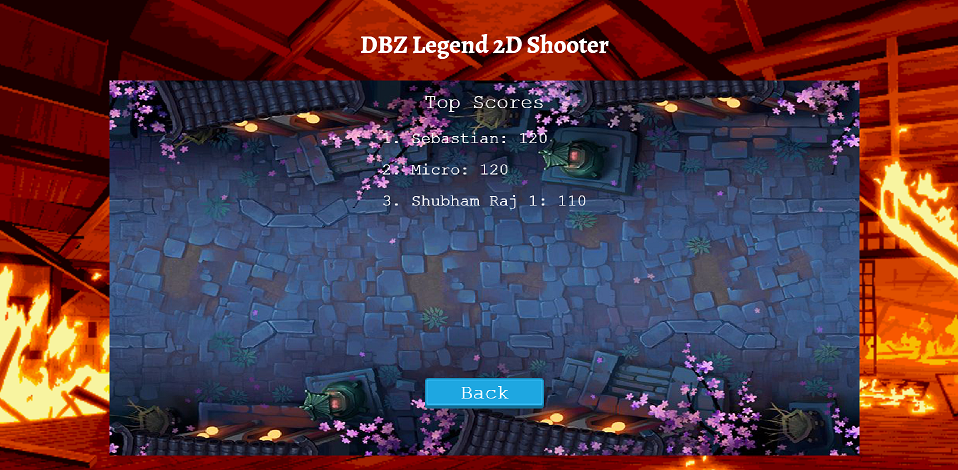 DBZ Legend 2D Shooter
Top Scores
1. Sebastian: 120
2. Micro: 120
3. Shubham Raj 1: 110
Back